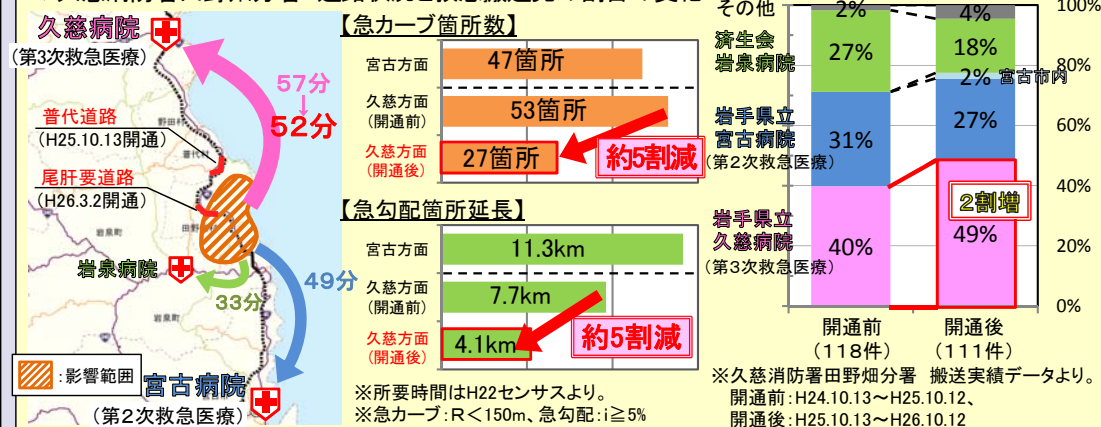 久慈病院
(第3次救急医療)
57分
52分
普代道路
(H25.10.13開通)
野田村
普代村
尾肝要道路
(H26.3.2開通)
岩泉町
岩泉病院
33分
49分
岩泉町
:影響範囲
宮古病院
(第2次救急医療)
【急カーブ箇所数】
宮古方面
47箇所
久慈方面
(開通前)
53箇所
久慈方面
(開通後)
27箇所
約5割減
【急勾配箇所延長】
宮古方面
11.3km
久慈方面
(開通前)
7.7km
久慈方面
(開通後)
4.1km
約5割減
※所要時間はH22センサスより。
※急カーブ:R<150m、急勾配:i≧5%
その他
2%
4%
100%
済生会
岩泉病院
27%
18%
80%
2%
宮古市内
岩手県立
宮古病院
(第2次救急医療)
31%
27%
60%
40%
2割増
岩手県立
久慈病院
(第3次救急医療)
40%
49%
20%
0%
開通前
(118件)
開通後
(111件)
※久慈消防署田野畑分署 搬送実績データより。
開通前:H24.10.13~H25.10.12、
開通後:H25.10.13~H26.10.12